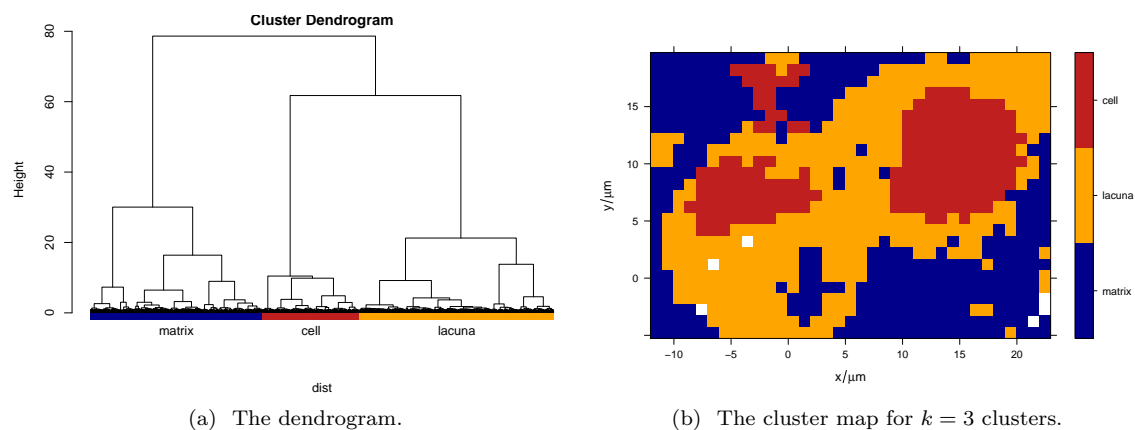 Cluster Dendrogram
Height
0
20
40
60
80
matrix
cell
lacuna
dist
(a) The dendrogram.
y/μm
15
10
5
0
−10
−5
0
5
10
15
20
x/μm
cell
lacuna
matrix
(b) The cluster map for k = 3 clusters.